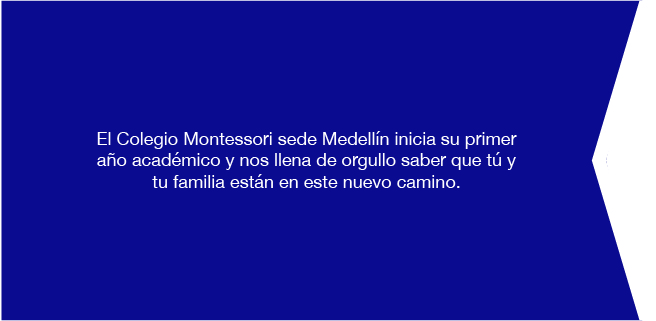 El Colegio Montessori sede Medellín inicia su primer
año académico y nos llena de orgullo saber que tú y
tu familia están en este nuevo camino.